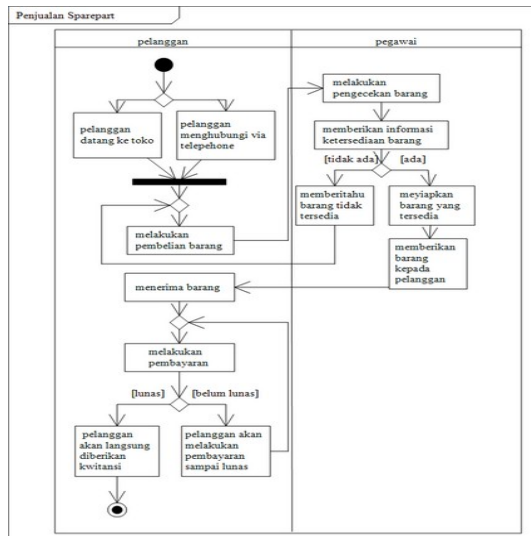 Penjualan Sparepart
pelanggan
pegawai
pelanggan
datang ke toko
pelanggan
menghubungi via
telepehone
melakukan
pembelian barang
melakukan
pengecekan barang
memberikan informasi
ketersediaan barang
[tidak ada]
[ada]
memberitahu
barang tidak
tersedia
meyiapkan
barang yang
tersedia
memberikan
barang
kepada
pelanggan
menerima barang
melakukan
pembayaran
[lunas]
[belum lunas]
pelanggan
akan langsung
diberikan
kwitansi
pelanggan akan
melakukan
pembayaran
sampai lunas